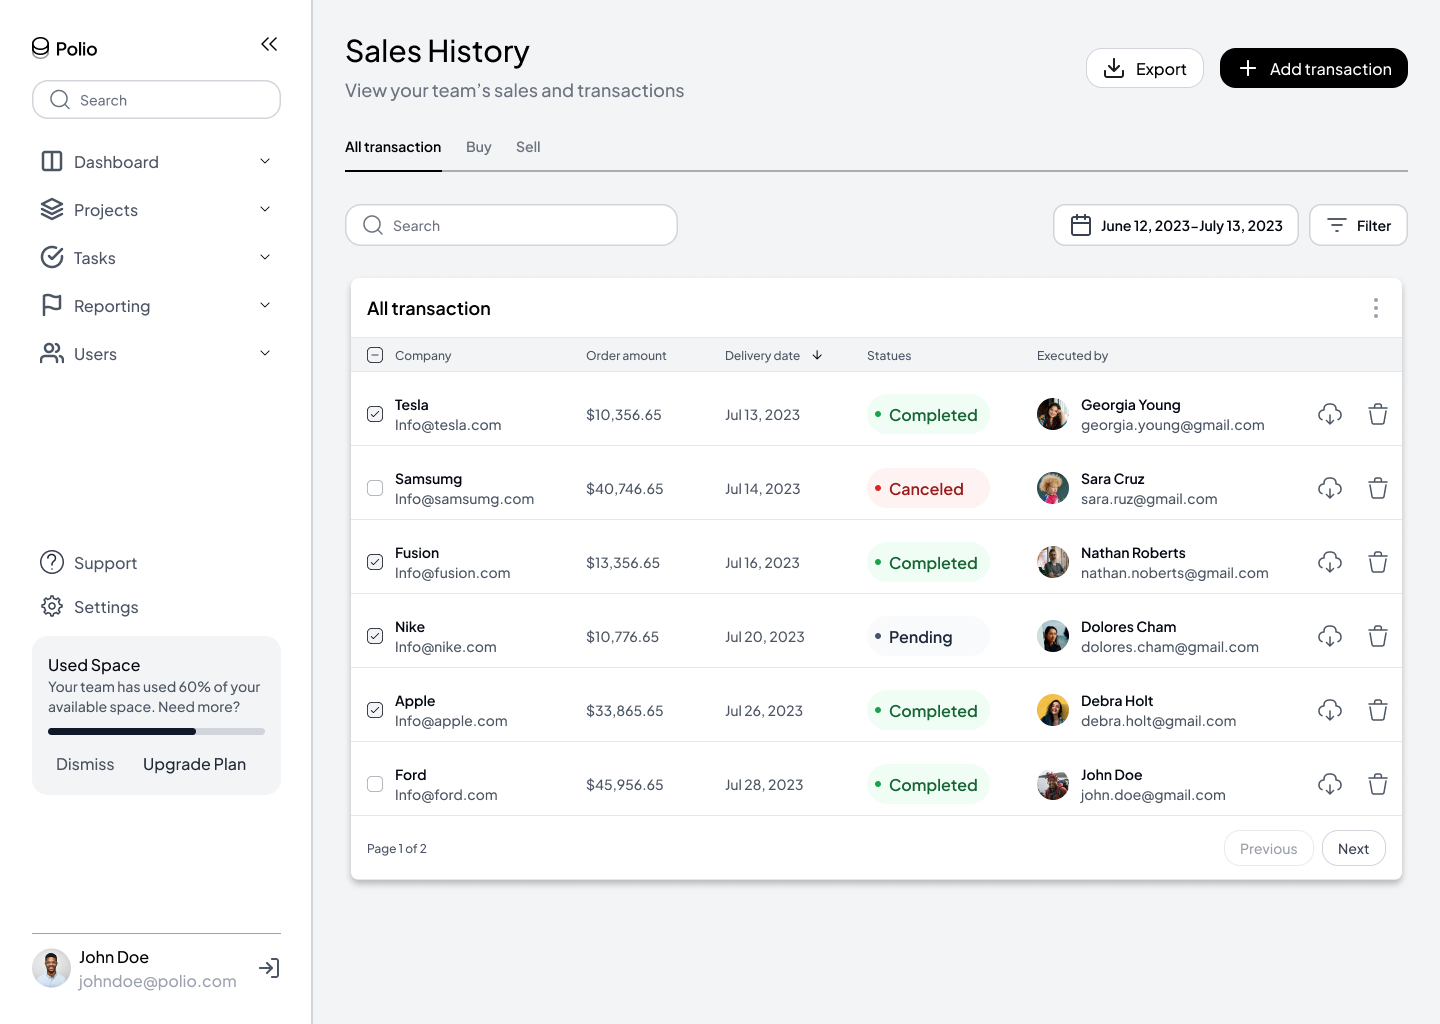 Polio
Search
Dashboard
Projects
Tasks
Reporting
Users
Support
Settings
Used Space
Your team has used 60% of your
available space. Need more?
Dismiss Upgrade Plan
John Doe
johndoe@polio.com
Sales History
View your team's sales and transactions
Export Add transaction
All transaction Buy Sell
Search June 12, 2023–July 13, 2023 Filter
All transaction
Company Order amount Delivery date Statues Executed by
Tesla
Info@tesla.com $10,356.65 Jul 13, 2023 Completed Georgia Young
georgia.young@gmail.com
Samsumg
Info@samsumg.com $40,746.65 Jul 14, 2023 Canceled Sara Cruz
sara.ruz@gmail.com
Fusion
Info@fusion.com $13,356.65 Jul 16, 2023 Completed Nathan Roberts
nathan.noberts@gmail.com
Nike
Info@nike.com $10,776.65 Jul 20, 2023 Pending Dolores Cham
dolores.cham@gmail.com
Apple
Info@apple.com $33,865.65 Jul 26, 2023 Completed Debra Holt
debra.holt@gmail.com
Ford
Info@ford.com $45,956.65 Jul 28, 2023 Completed John Doe
john.doe@gmail.com
Page 1 of 2 Previous Next